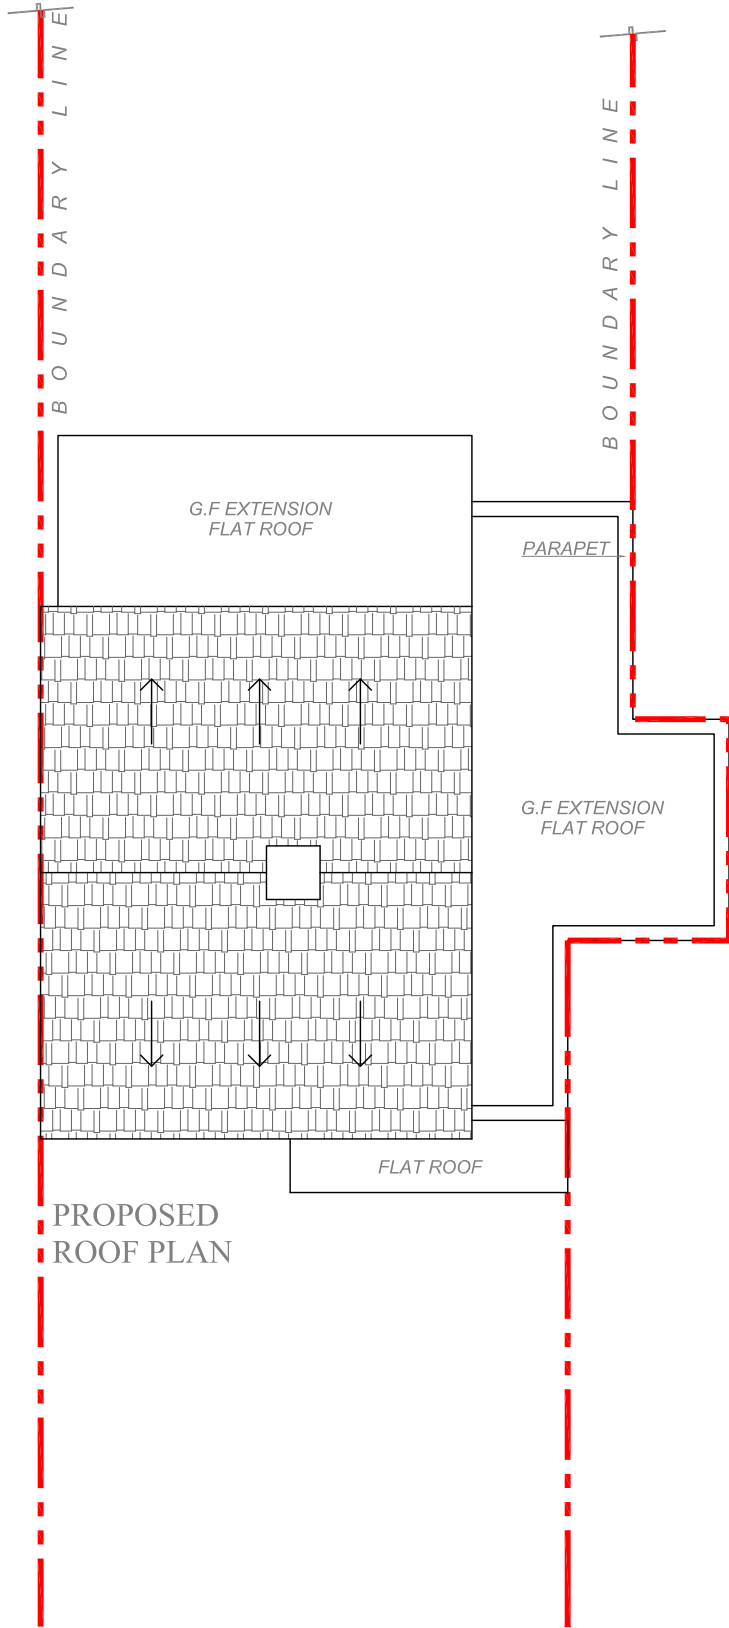 BOUNDARY LINE
BOUNDARY LINE
G.F EXTENSION
FLAT ROOF
PARAPET
G.F EXTENSION
FLAT ROOF
FLAT ROOF
PROPOSED
ROOF PLAN